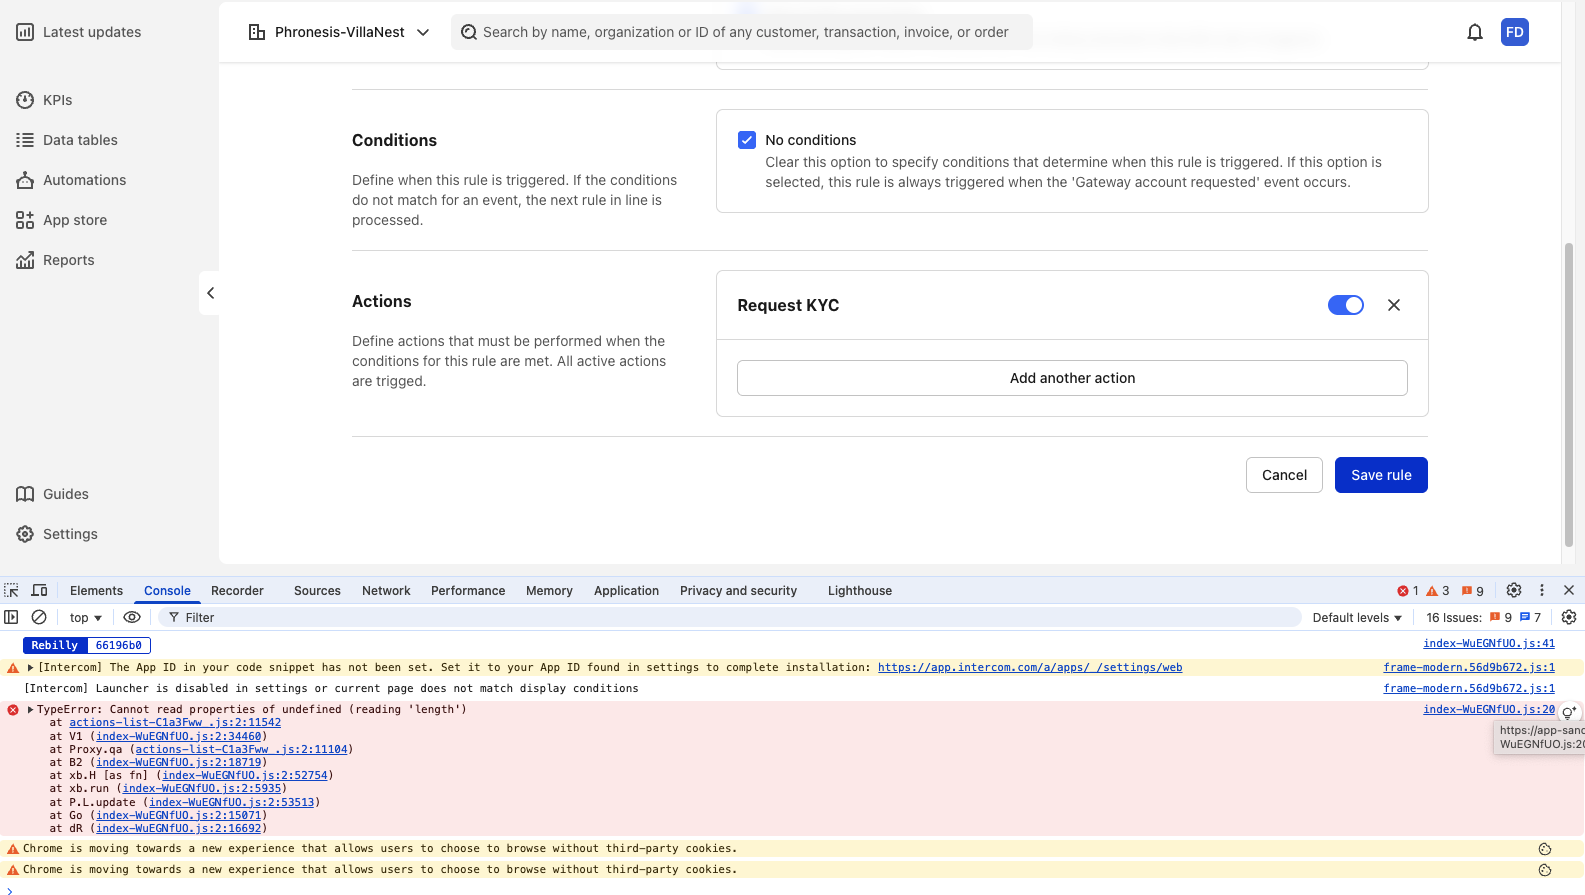 Latest updates
Phronesis-VillaNest
Search by name, organization or ID of any customer, transaction, invoice, or order
FD
KPIs
Data tables
Automations
App store
Reports
Guides
Settings
Conditions
Define when this rule is triggered. If the conditions
do not match for an event, the next rule in line is
processed.
No conditions
Clear this option to specify conditions that determine when this rule is triggered. If this option is
selected, this rule is always triggered when the 'Gateway account requested' event occurs.
Actions
Define actions that must be performed when the
conditions for this rule are met. All active actions
are trigged.
Request KYC
Add another action
Cancel
Save rule
Elements Console Recorder Sources Network Performance Memory Application Privacy and security Lighthouse 1 3 9
top Filter Default levels 16 Issues: 9 7
Rebilly 66196b0 index-WuEGNfUO.js:41
[Intercom] The App ID in your code snippet has not been set. Set it to your App ID found in settings to complete installation: https://app.intercom.com/a/apps/_/settings/web frame-modern.56d9b672.js:1
[Intercom] Launcher is disabled in settings or current page does not match display conditions frame-modern.56d9b672.js:1
TypeError: Cannot read properties of undefined (reading 'length') index-WuEGNfUO.js:20
at actions-list-C1a3Fww_.js:2:11542
at V1 (index-WuEGNfUO.js:2:34460)
at Proxy.qa (actions-list-C1a3Fww_.js:2:11104)
at B2 (index-WuEGNfUO.js:2:18719)
at xb.H [as fn] (index-WuEGNfUO.js:2:52754)
at xb.run (index-WuEGNfUO.js:2:5935)
at P.L.update (index-WuEGNfUO.js:2:53513)
at Go (index-WuEGNfUO.js:2:15071)
at dR (index-WuEGNfUO.js:2:16692)
https://app-sand
WuEGNfUO.js:20
Chrome is moving towards a new experience that allows users to choose to browse without third-party cookies.
Chrome is moving towards a new experience that allows users to choose to browse without third-party cookies.